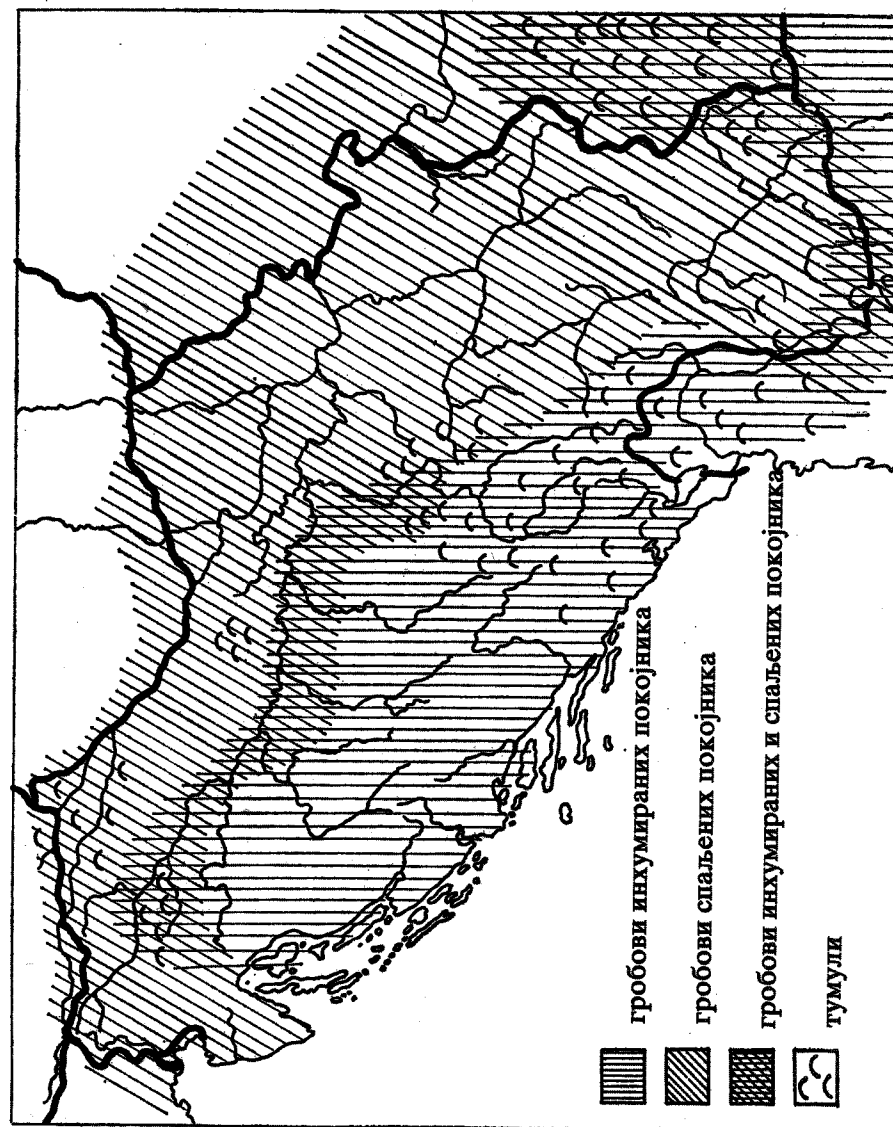 гробови инхумираних покојника
гробови спаљених покојника
гробови инхумираних и спаљених покојника
тумули